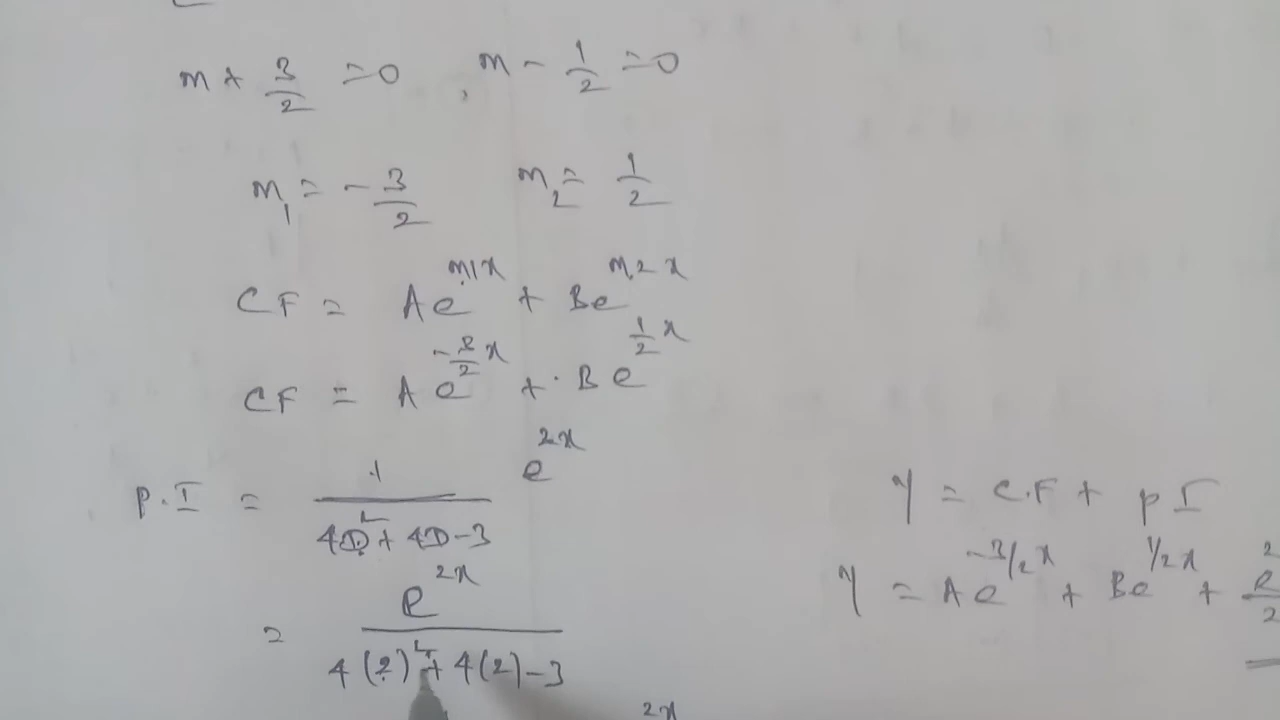 m + 3/2 = 0 , m - 1/2 = 0
m₁ = - 3/2 m₂ = 1/2
CF = Ae^{m1x} + Be^{m2x}
CF = Ae^{-3/2 x} + Be^{1/2 x}
P.I = 1/(4D² + 4D - 3) e^{2x}
= e^{2x}/(4(2)² + 4(2) - 3)
2x
y = C.F + PI
y = Ae^{-3/2 x} + Be^{1/2 x} +